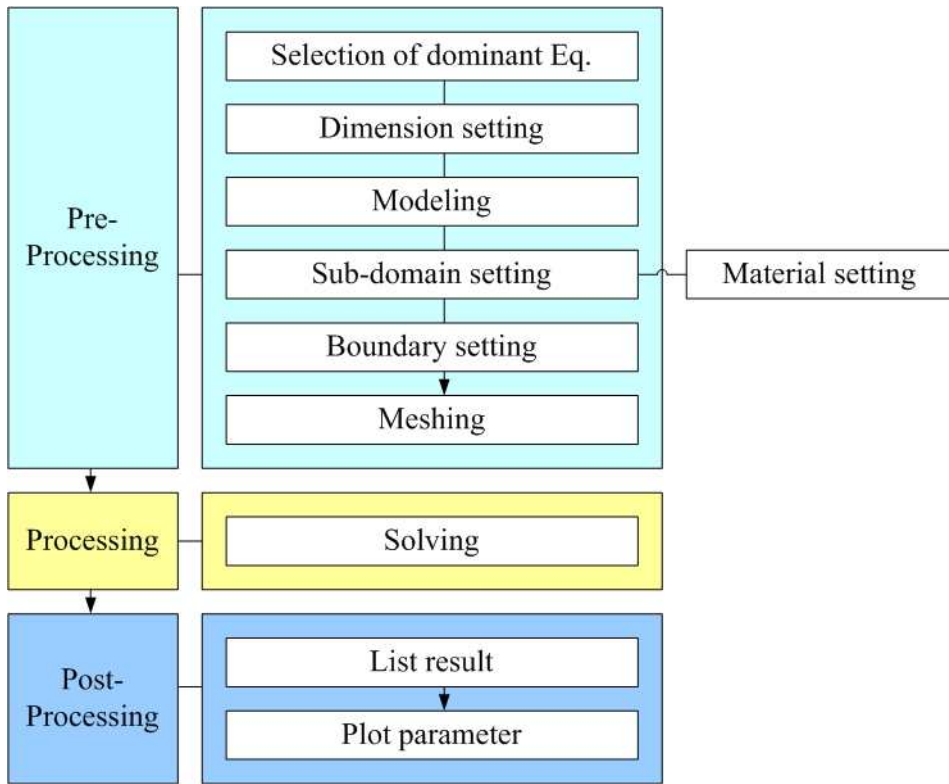 Pre-
Processing
Selection of dominant Eq.
Dimension setting
Modeling
Sub-domain setting
Material setting
Boundary setting
Meshing
Processing
Solving
Post-
Processing
List result
Plot parameter